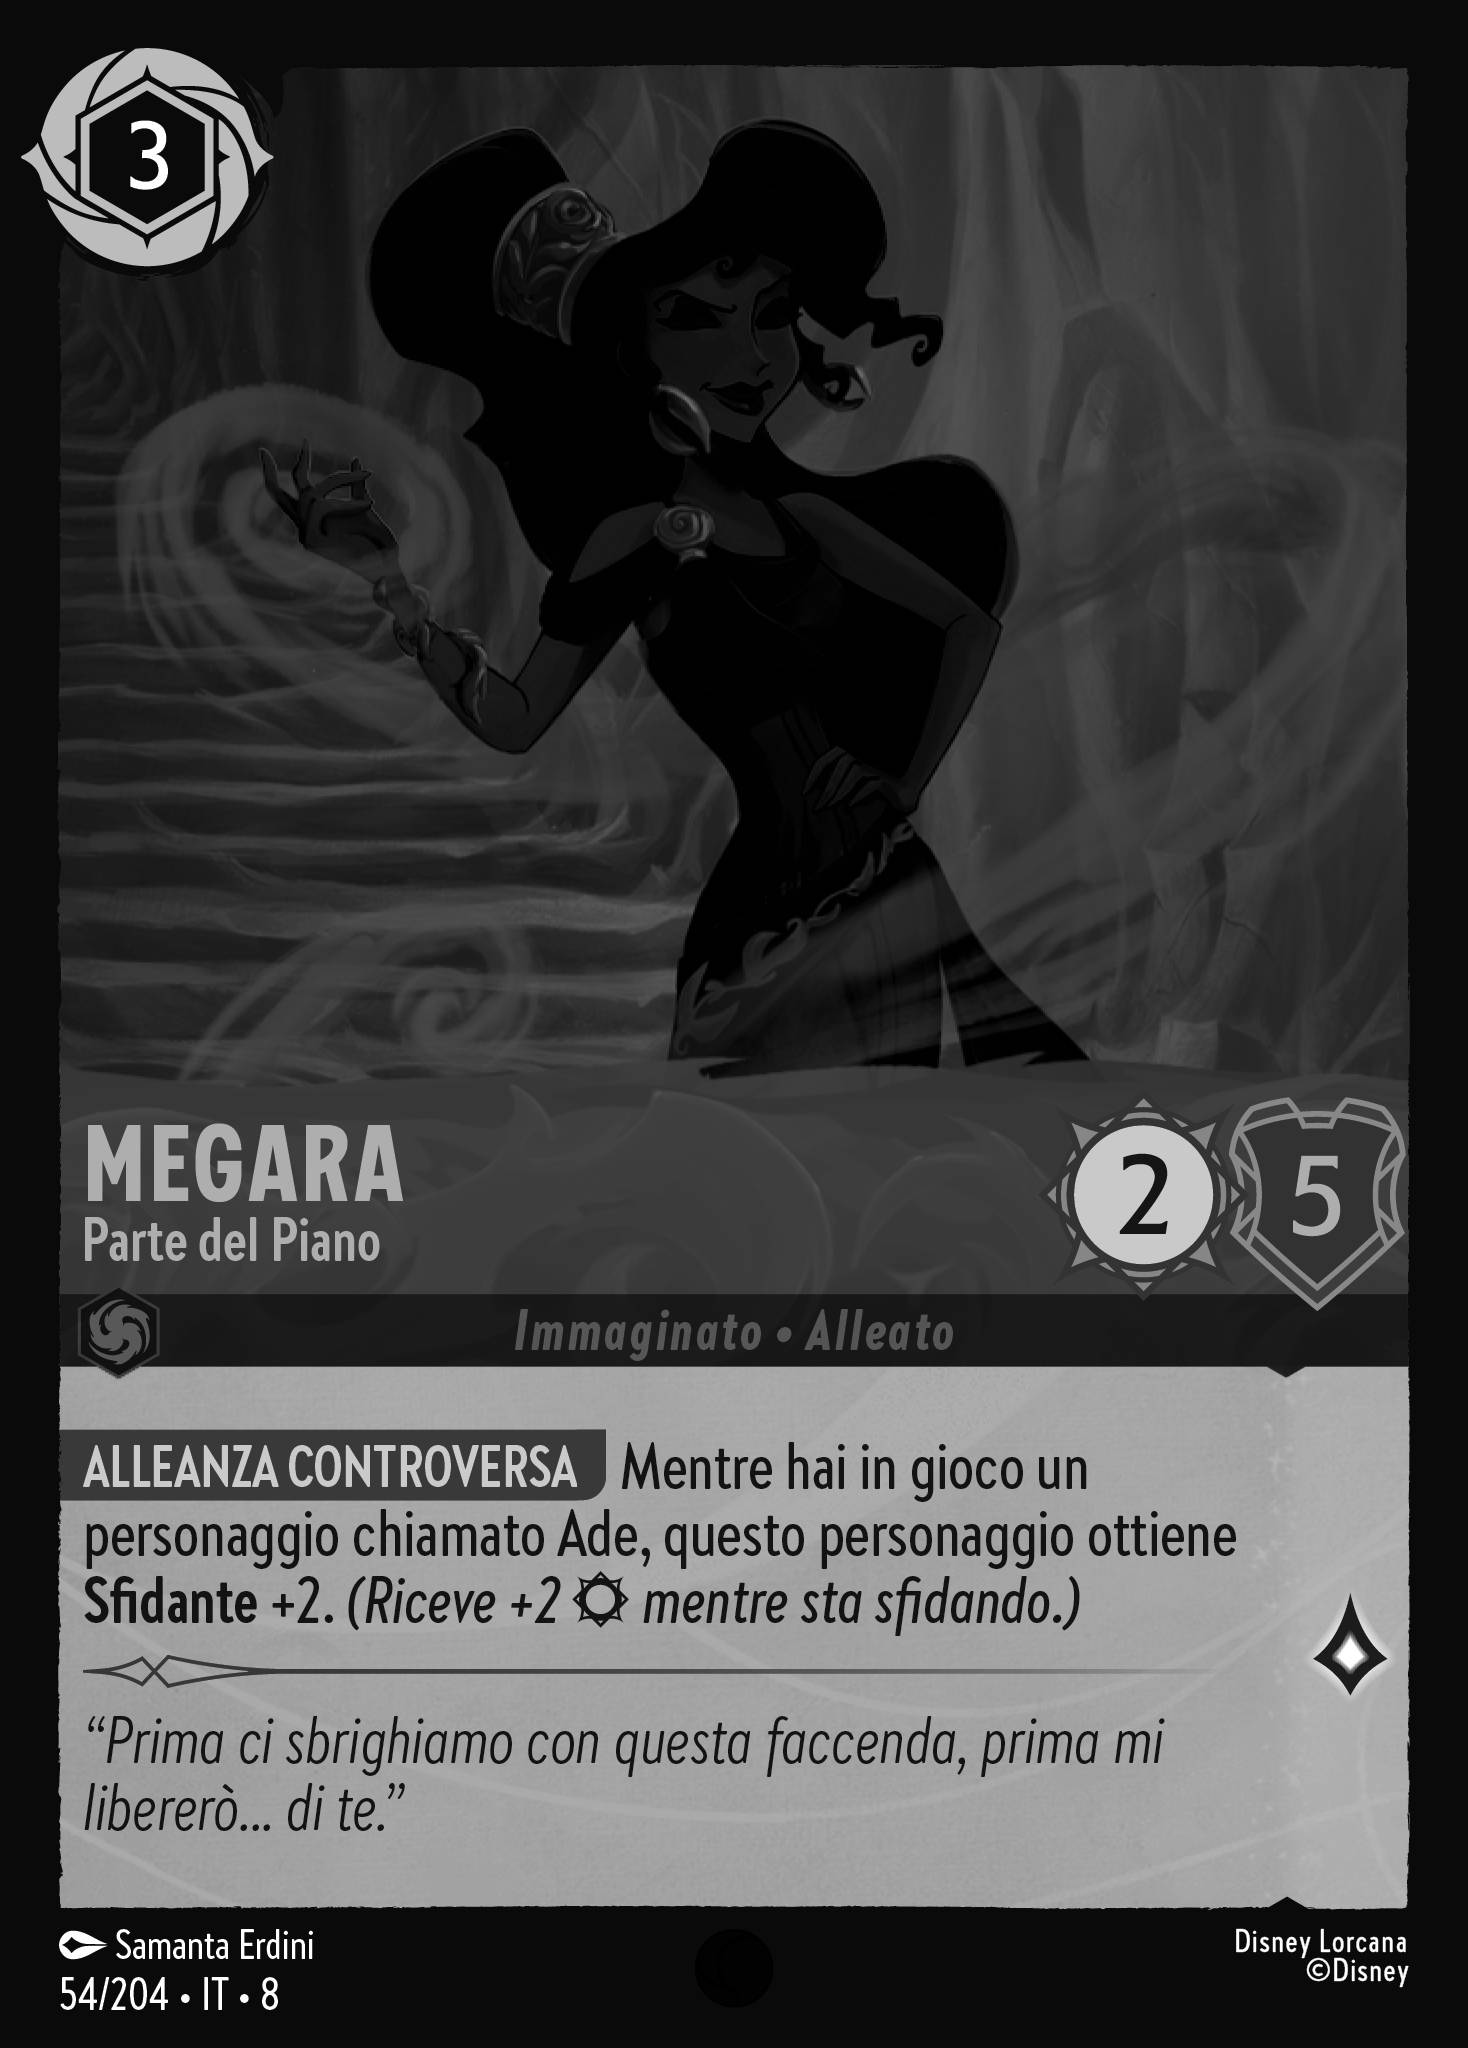 3
MEGARA
Parte del Piano
2
5
Immaginato • Alleato
ALLEANZA CONTROVERSA Mentre hai in gioco un
personaggio chiamato Ade, questo personaggio ottiene
Sfidante +2. (Riceve +2 mentre sta sfidando.)
“Prima ci sbrighiamo con questa faccenda, prima mi
libererò... di te.”
Samanta Erdini
54/204 • IT • 8
Disney Lorcana
©Disney